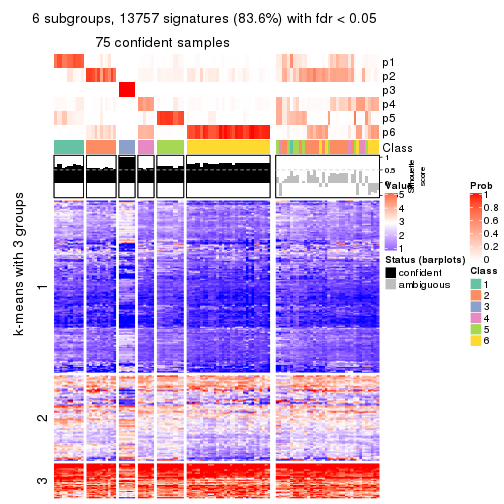 6 subgroups, 13757 signatures (83.6%) with fdr < 0.05
75 confident samples
p1
p2
p3
p4
p5
p6
Class
1
0.5
0
Silhouette
score
k-means with 3 groups
1
2
3
Value
5
4
3
2
1
Status (barplots)
confident
ambiguous
Prob
1
0.8
0.6
0.4
0.2
0
Class
1
2
3
4
5
6